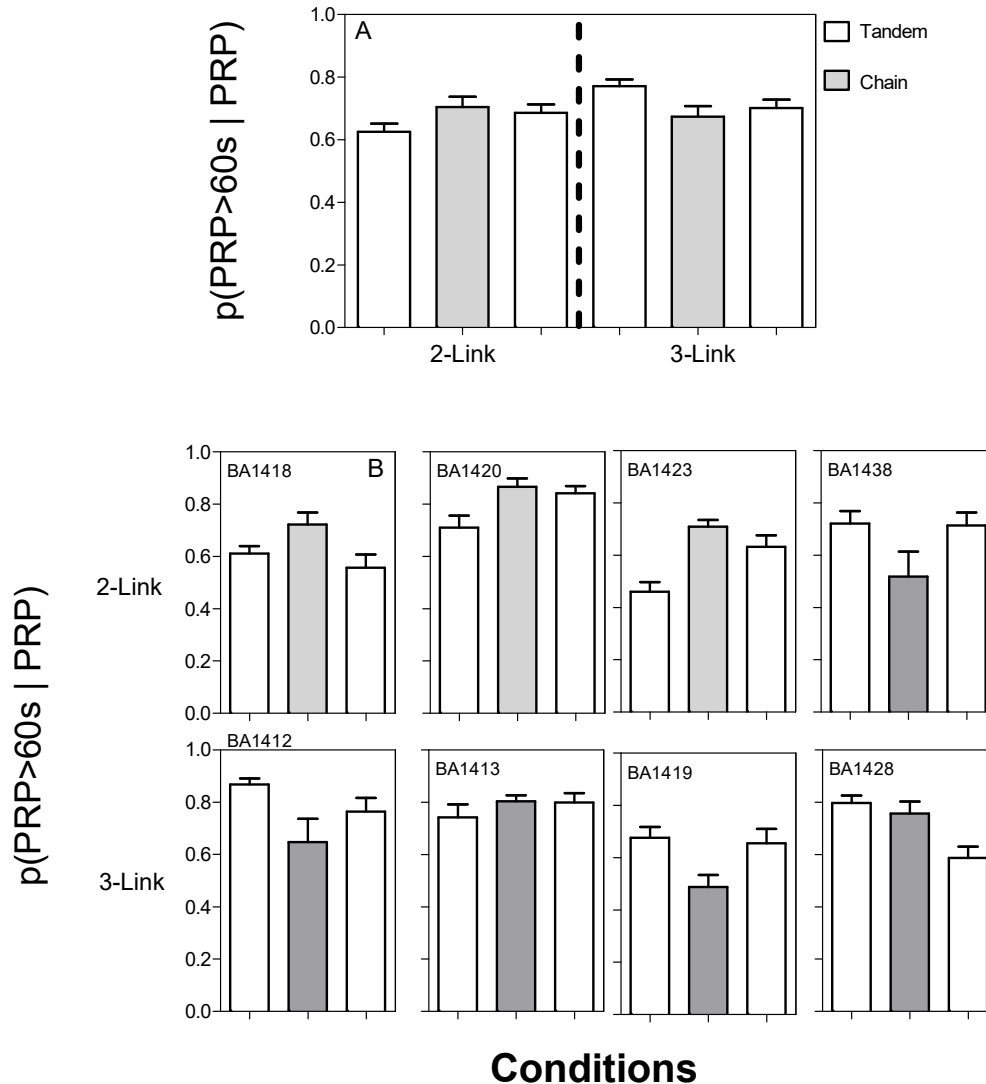 A
Tandem
Chain
p(PRP>60s | PRP)
1.0
0.8
0.6
0.4
0.2
0.0
2-Link
3-Link
B
p(PRP>60s | PRP)
2-Link
1.0
0.8
0.6
0.4
0.2
0.0
BA1418
BA1420
BA1423
BA1438
3-Link
1.0
0.8
0.6
0.4
0.2
0.0
BA1412
BA1413
BA1419
BA1428
Conditions